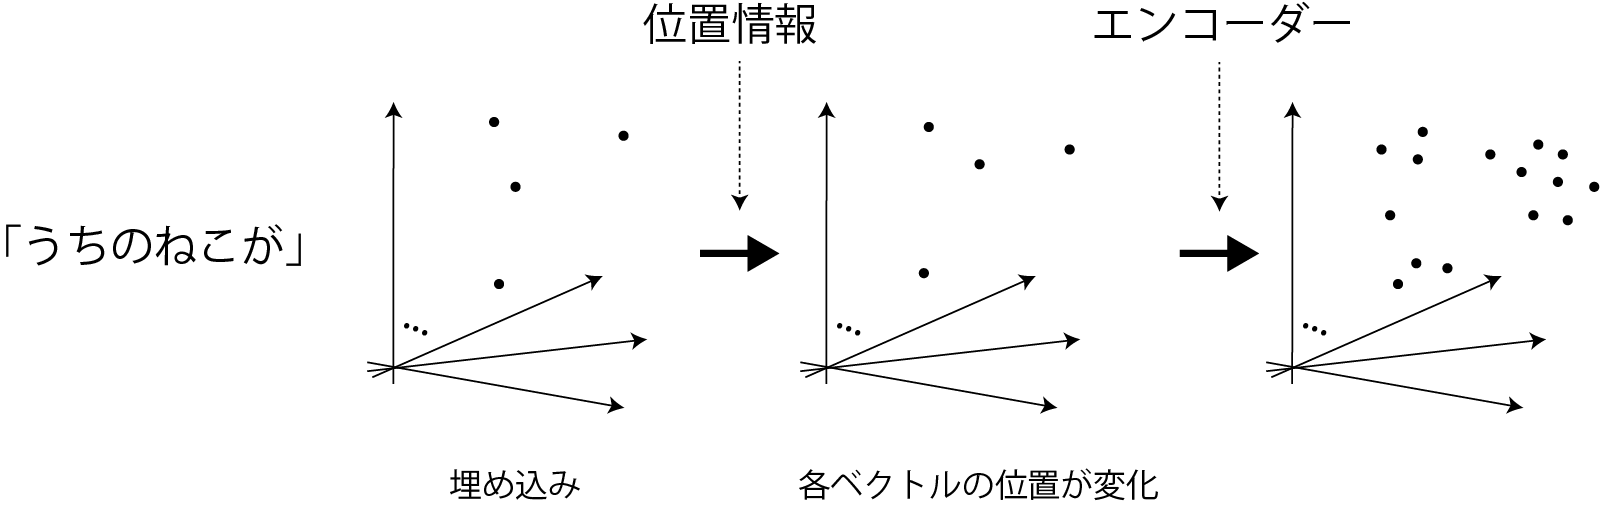 位置情報
エンコーダー
「うちのねこが」
埋め込み
各ベクトルの位置が変化